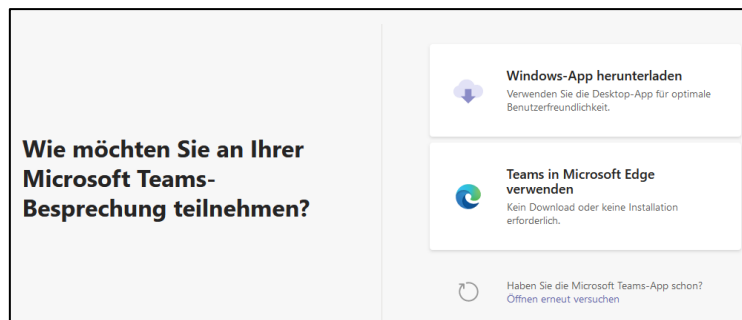 Wie möchten Sie an Ihrer
Microsoft Teams-
Besprechung teilnehmen?
Windows-App herunterladen
Verwenden Sie die Desktop-App für optimale
Benutzerfreundlichkeit.
Teams in Microsoft Edge
verwenden
Kein Download oder keine Installation
erforderlich.
Haben Sie die Microsoft Teams-App schon?
Öffnen erneut versuchen